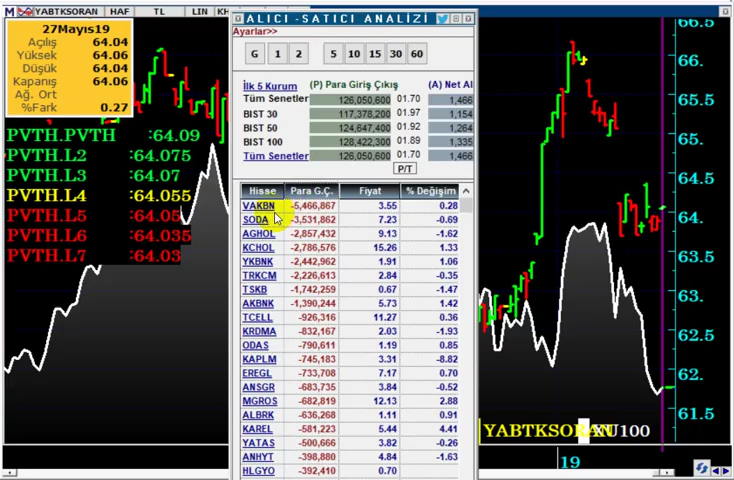 YABTKSORAN HAF TL LIN KH
27Mayıs19
Açılış 64.04
Yüksek 64.06
Düşük 64.04
Kapanış 64.06
Ağ. Ort
%Fark 0.27
PVTH.PVTH :64.09
PVTH.L2 :64.075
PVTH.L3 :64.07
PVTH.L4 :64.055
PVTH.L5 :64.05
PVTH.L6 :64.035
PVTH.L7 :64.03
ALICI -SATICI ANALİZİ
Ayarlar>>
G 1 2 5 10 15 30 60
İlk 5 Kurum (P) Para Giriş Çıkış (A) Net Al
Tüm Senetler 126,050,600 01.70 1,466
BIST 30 117,378,200 01.97 1,154
BIST 50 124,647,400 01.92 1,264
BIST 100 128,422,300 01.89 1,335
Tüm Senetler 126,050,600 01.70 1,466
P/T
Hisse Para G.Ç. Fiyat % Değişim
VAKBN -5,466,867 3.55 0.28
SODA -3,531,862 7.23 -0.69
AGHOL -2,857,432 9.13 -1.62
KCHOL -2,786,576 15.26 1.33
YKBNK -2,442,962 1.91 1.06
TRKCM -2,226,613 2.84 -0.35
TSKB -1,742,259 0.67 -1.47
AKBNK -1,390,244 5.73 1.42
TCELL -926,316 11.27 0.36
KRDMA -832,167 2.03 -1.93
ODAS -790,611 1.19 0.85
KAPLM -745,183 3.31 -8.82
EREGL -733,708 7.17 0.70
ANSGR -683,735 3.84 -0.52
MGROS -682,819 12.13 2.88
ALBRK -636,268 1.11 0.91
KAREL -581,223 5.44 4.41
YATAS -500,666 3.82 -0.26
ANHYT -398,880 4.84 -1.63
HLGYO -392,410 0.70
66.5
66.
65.5
65.
64.5
64.
63.5
63.
62.5
62.
61.5
YABTKSORAN XU100
19